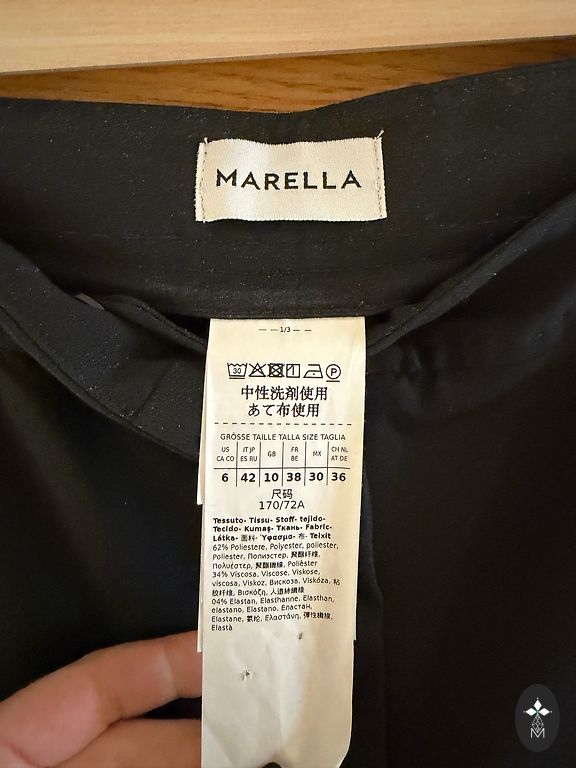 MARELLA
1/3
30 P
中性洗剤使用
あて布使用
GRÖSSE TAILLE TALLA SIZE TAGLIA
US CA CO IT JP ES RU GB FR BE MX CH NL AT DE
6 42 10 38 30 36
尺码
170/72A
Tessuto- Tissu- Stoff- tejido-
Tecido- Kumaş- Ткань- Fabric-
Látka- 面料- Ύφασμα- 布- Teixit
62% Poliestere, Polyester, poliester,
Poliester, Полиэстер, 聚酯纤维,
Πολυέστερ, 聚酯纖維, Polièster
34% Viscosa, Viscose, Viskose,
viscosa, Viskoz, Вискоза, Viskóza, 粘
胶纤维, Βισκόζη, 人造絲纖維
04% Elastan, Elasthanne, Elasthan,
elastano, Elastano, Эластан,
Elastane, 氨纶, Ελαστάνη, 彈性纖維,
Elastà
M